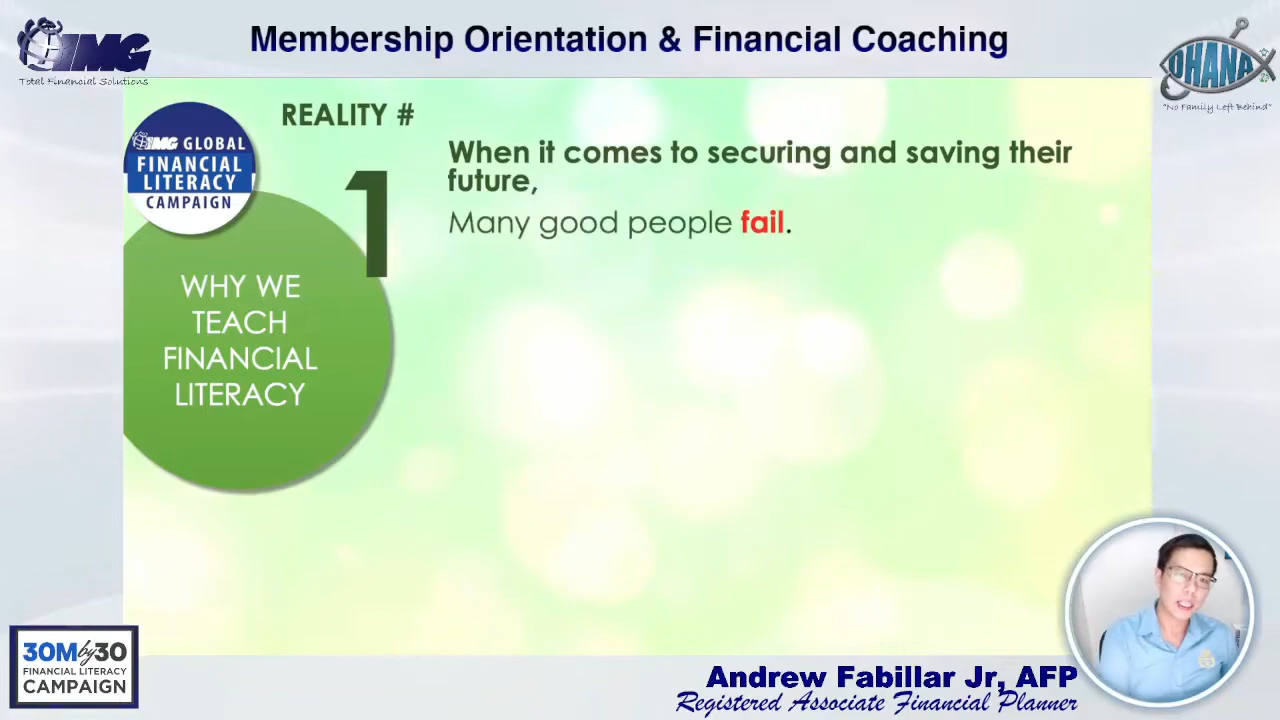 IMG
Total Financial Solutions
Membership Orientation & Financial Coaching
OHANA
"No Family Left Behind"
IMG GLOBAL
FINANCIAL
LITERACY
CAMPAIGN
REALITY #
1
When it comes to securing and saving their
future,
Many good people fail.
WHY WE
TEACH
FINANCIAL
LITERACY
30M by 30
FINANCIAL LITERACY
CAMPAIGN
Andrew Fabillar Jr, AFP
Registered Associate Financial Planner